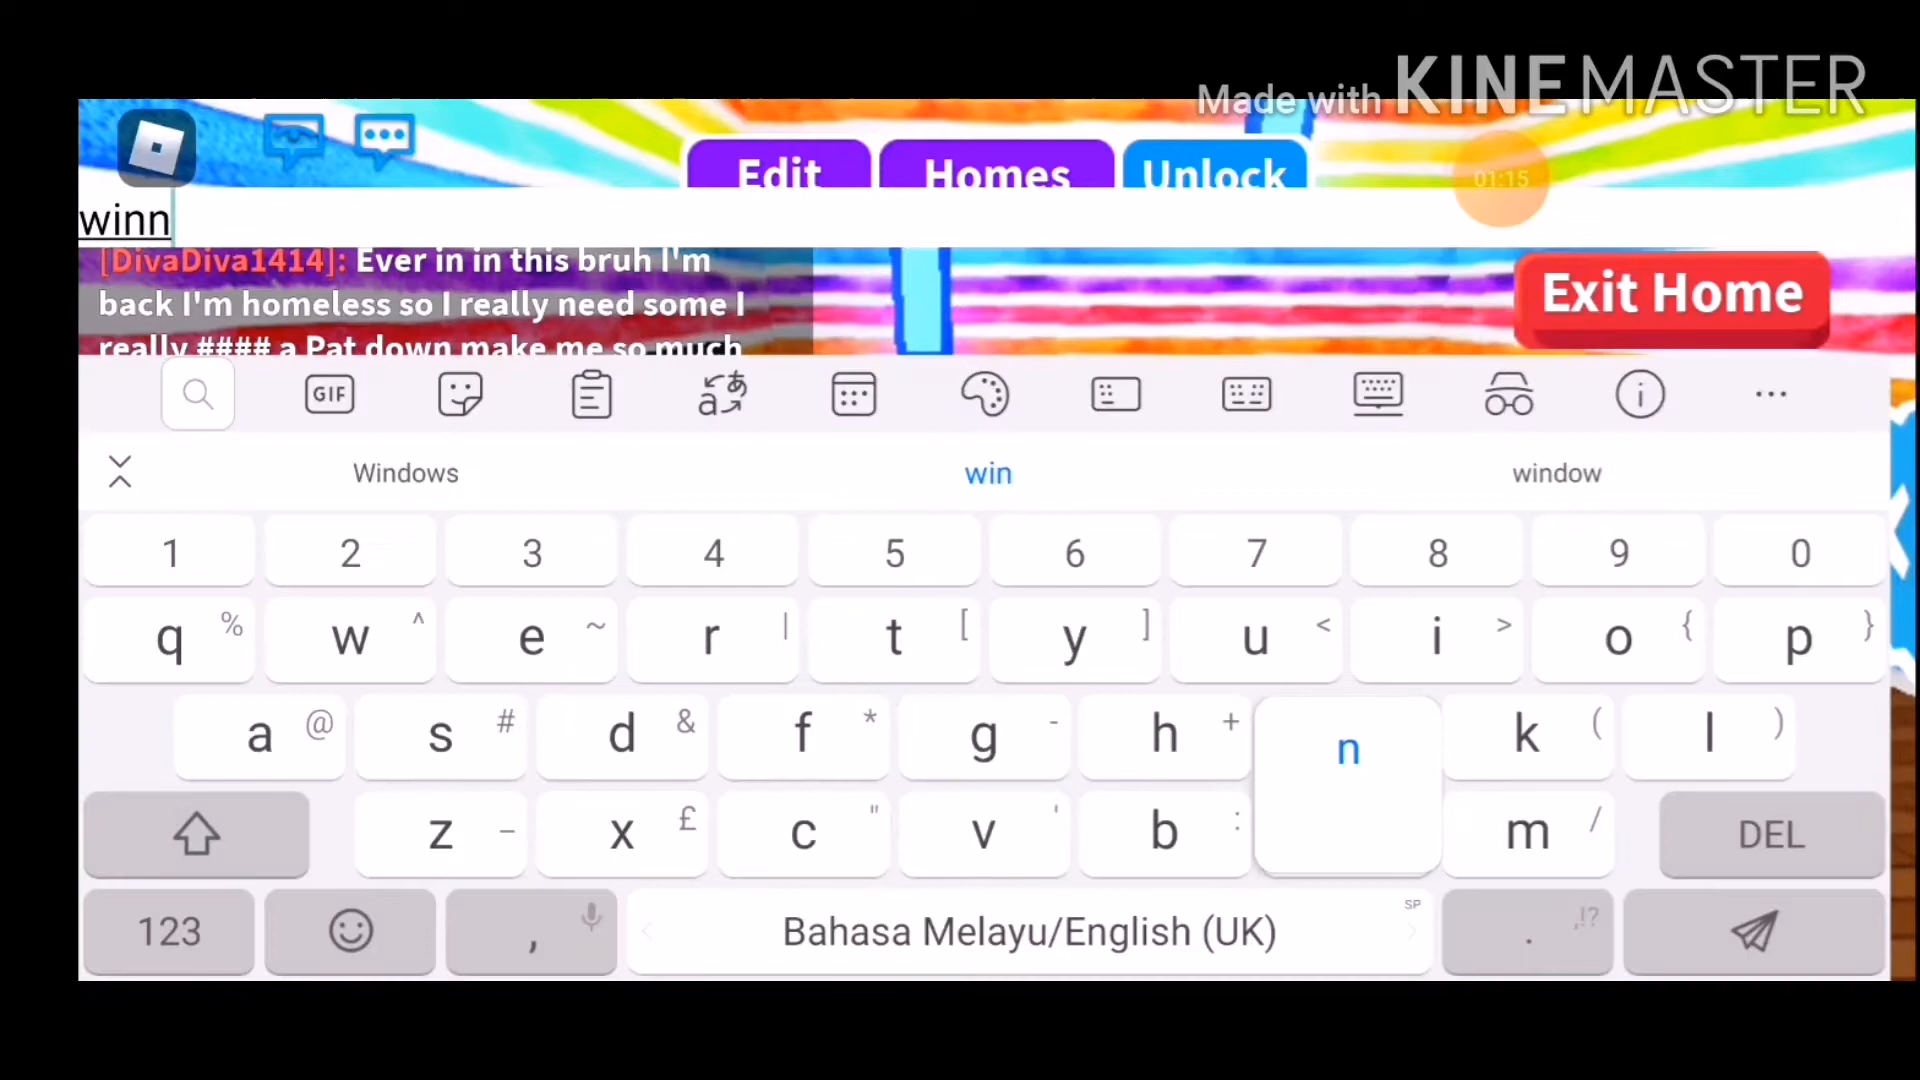 Made with KINEMASTER
Edit Homes Unlock
01:15
winn
[DivaDiva1414]: Ever in in this bruh I'm
back I'm homeless so I really need some I
really #### a Pat down make me so much
Exit Home
GIF
Windows win window
1 2 3 4 5 6 7 8 9 0
q % w ^ e ~ r | t [ y ] u < i > o { p }
a @ s # d & f * g - h + n k ( l )
z _ x £ c " v ' b : m / DEL
123 , Bahasa Melayu/English (UK) SP . ,!?